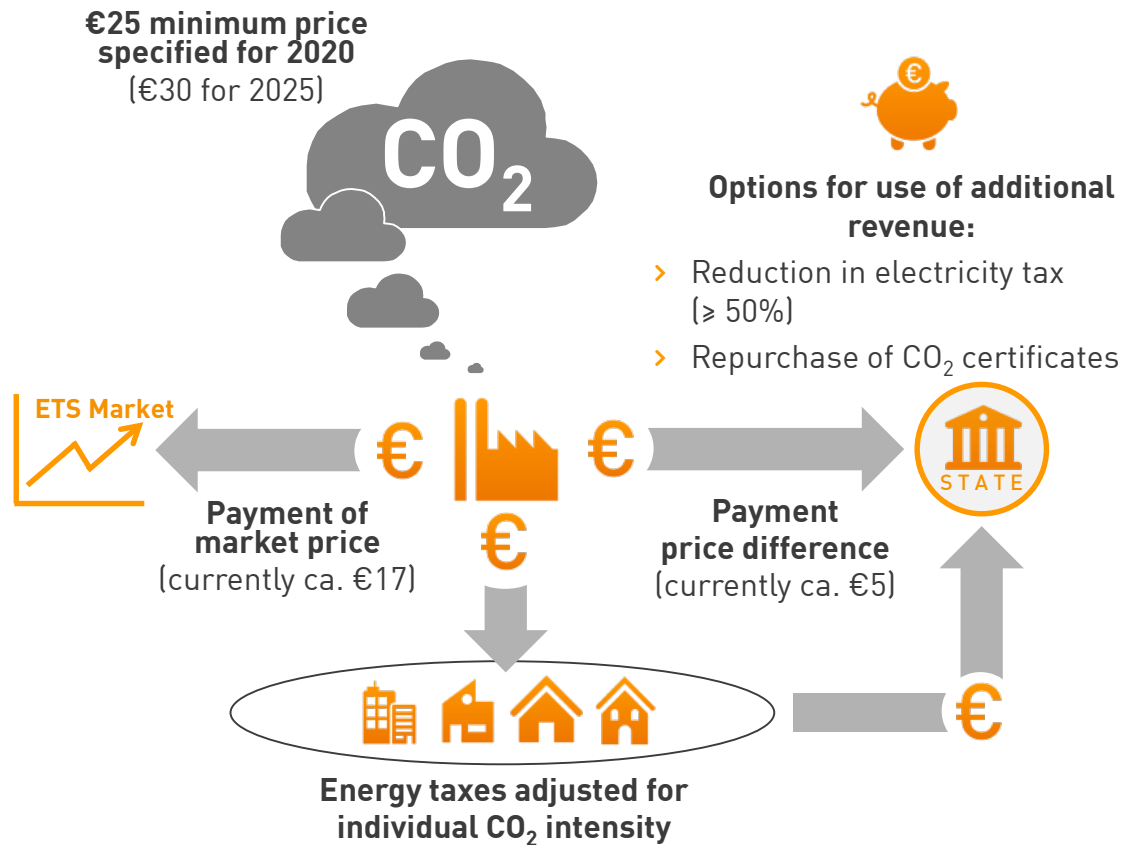 €25 minimum price
specified for 2020
(€30 for 2025)
CO₂
€
Options for use of additional
revenue:
› Reduction in electricity tax
(⩾ 50%)
› Repurchase of CO₂ certificates
ETS Market
€
€
STATE
Payment of
market price
(currently ca. €17)
€
Payment
price difference
(currently ca. €5)
€
Energy taxes adjusted for
individual CO₂ intensity